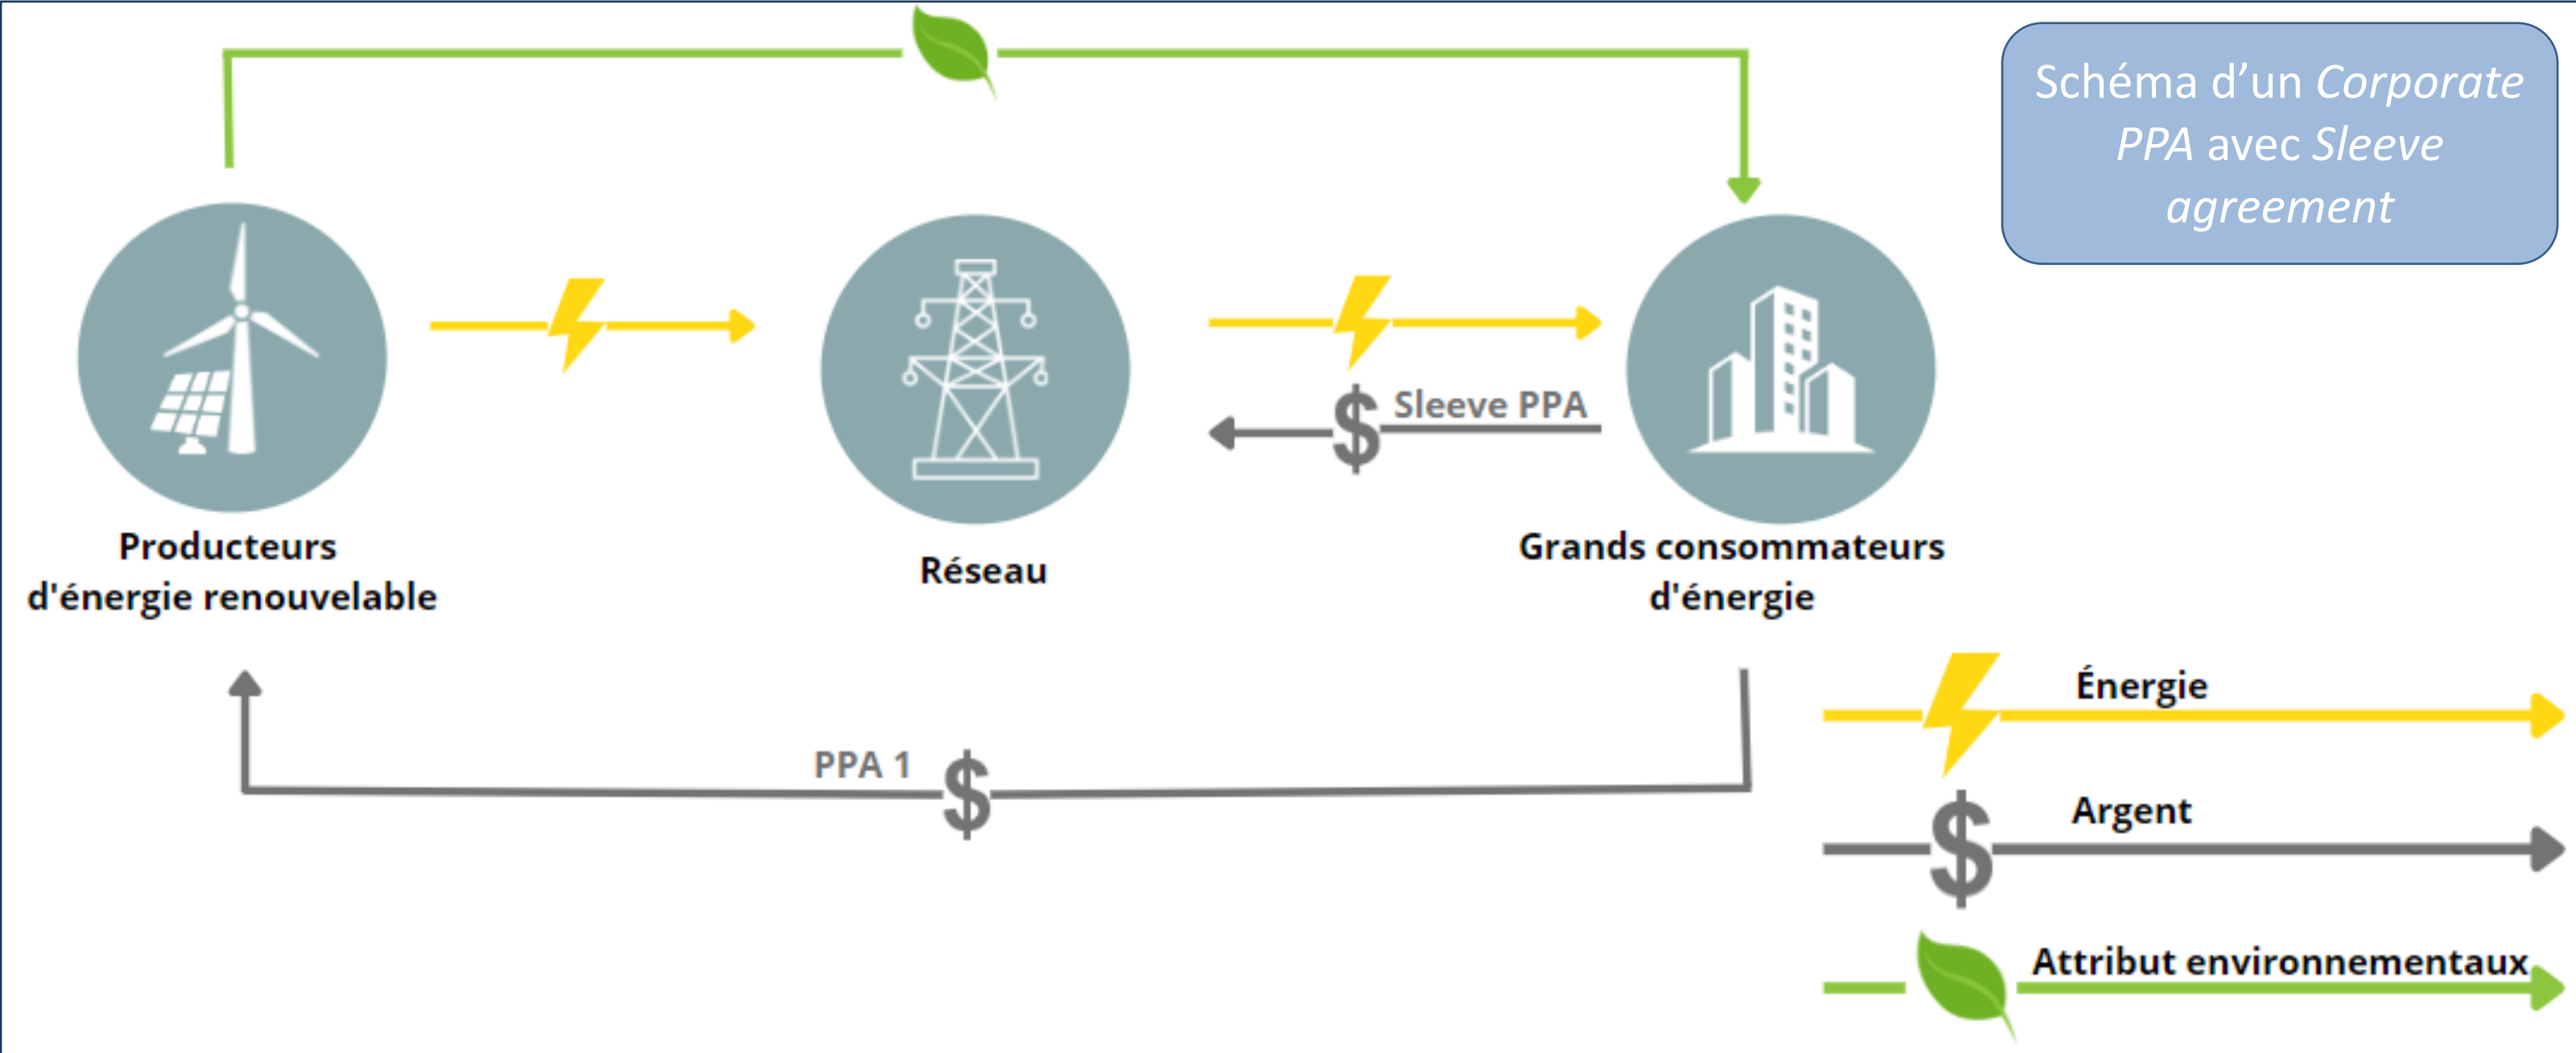 Schéma d’un Corporate
PPA avec Sleeve
agreement
$ Sleeve PPA
Producteurs
d'énergie renouvelable
Réseau
Grands consommateurs
d'énergie
PPA 1 $
Énergie
Argent
$
Attribut environnementaux